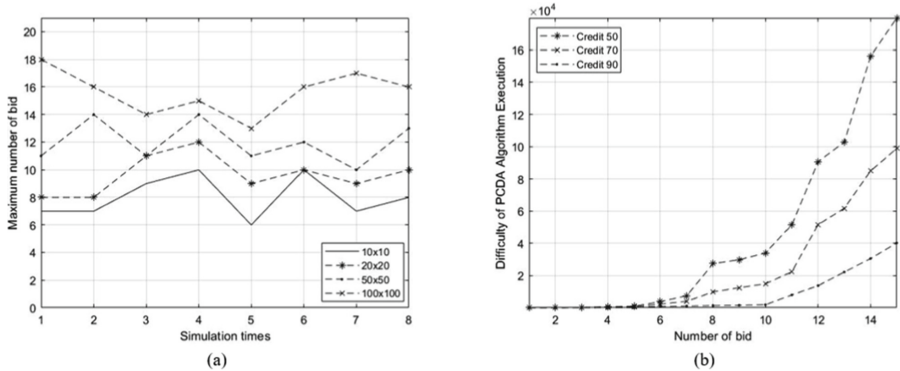 Maximum number of bid
20
18
16
14
12
10
8
6
4
2
0
1 2 3 4 5 6 7 8
Simulation times
10x10
20x20
50x50
100x100
(a)
×10⁴
Difficulty of PCDA Algorithm Execution
16
14
12
10
8
6
4
2
2 4 6 8 10 12 14
Number of bid
Credit 50
Credit 70
Credit 90
(b)